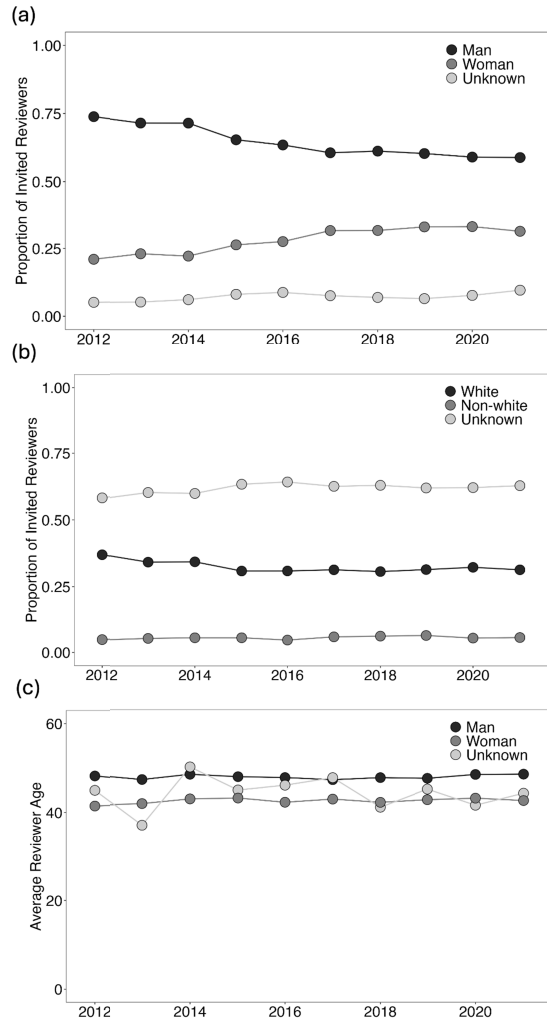 (a)
1.00
0.75
0.50
0.25
0.00
Proportion of Invited Reviewers
Man
Woman
Unknown
2012 2014 2016 2018 2020
(b)
1.00
0.75
0.50
0.25
0.00
Proportion of Invited Reviewers
White
Non-white
Unknown
2012 2014 2016 2018 2020
(c)
60
40
20
0
Average Reviewer Age
Man
Woman
Unknown
2012 2014 2016 2018 2020